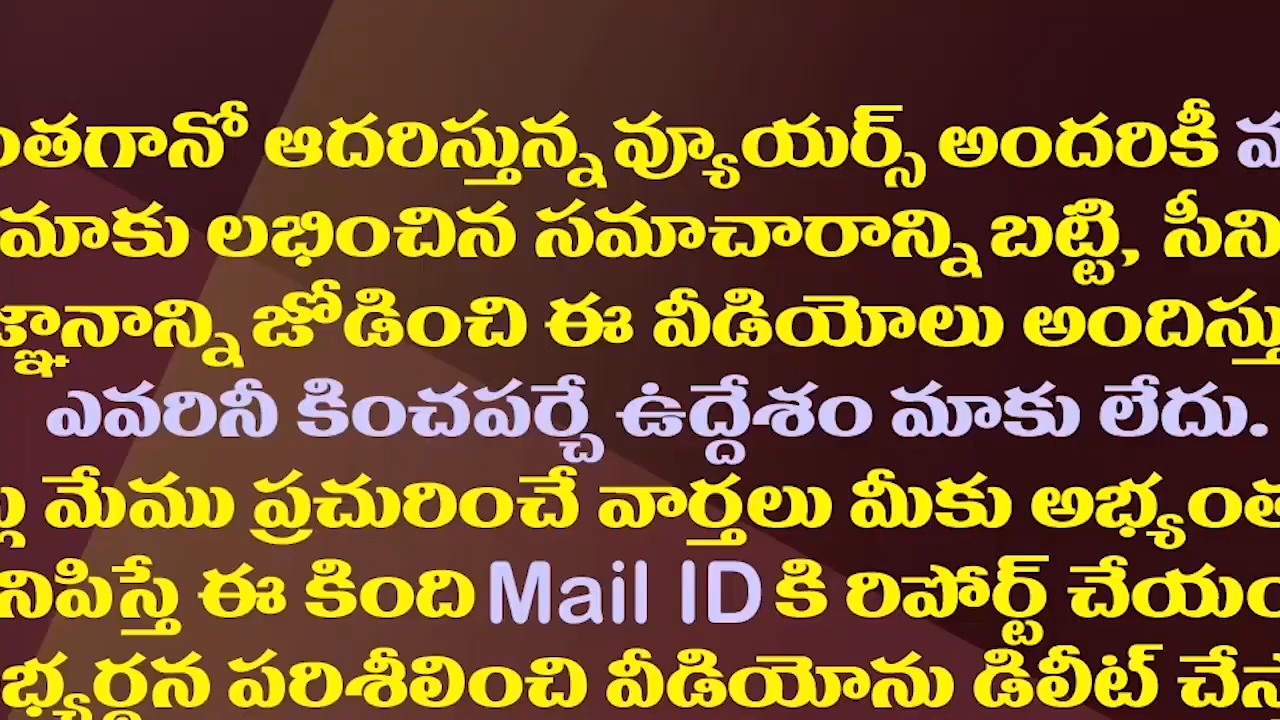 ంతగానో ఆదరిస్తున్న వ్యూయర్స్ అందరికీ
మాకు లభించిన సమాచారాన్ని బట్టి, సీని
జ్ఞానాన్ని జోడించి ఈ వీడియోలు అందిస్తు
ఎవరినీ కించపర్చే ఉద్దేశం మాకు లేదు.
మేము ప్రచురించే వార్తలు మీకు అభ్యంత
నిపిస్తే ఈ కింది Mail ID కి రిపోర్ట్ చేయం
భ్యర్థన పరిశీలించి వీడియోను డిలీట్ చేస